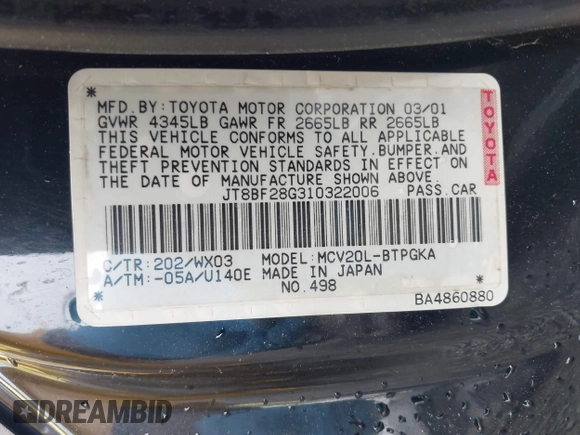 MFD.BY:TOYOTA MOTOR CORPORATION 03/01
GVWR 4345LB GAWR FR 2665LB RR 2665LB
THIS VEHICLE CONFORMS TO ALL APPLICABLE
FEDERAL MOTOR VEHICLE SAFETY,BUMPER,AND
THEFT PREVENTION STANDARDS IN EFFECT ON
THE DATE OF MANUFACTURE SHOWN ABOVE.
JT8BF28G310322006 PASS.CAR
TOYOTA
C/TR:202/WX03 MODEL:MCV20L-BTPGKA
A/TM:-05A/U140E MADE IN JAPAN
NO.498
BA4860880
DREAMBID